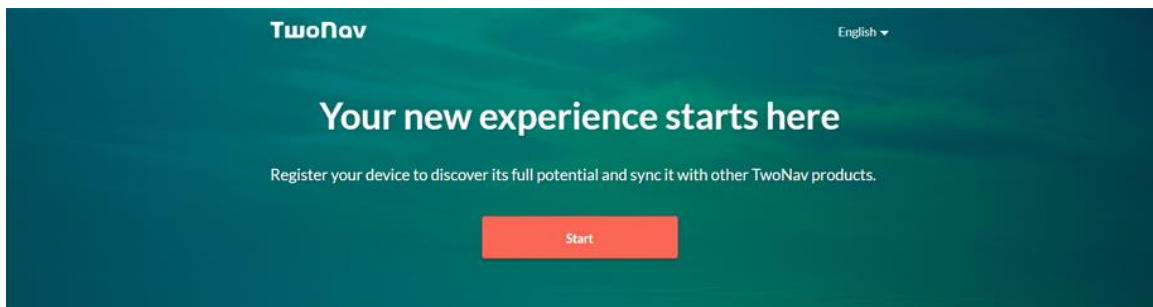 TwoNav
English
Your new experience starts here
Register your device to discover its full potential and sync it with other TwoNav products.
Start